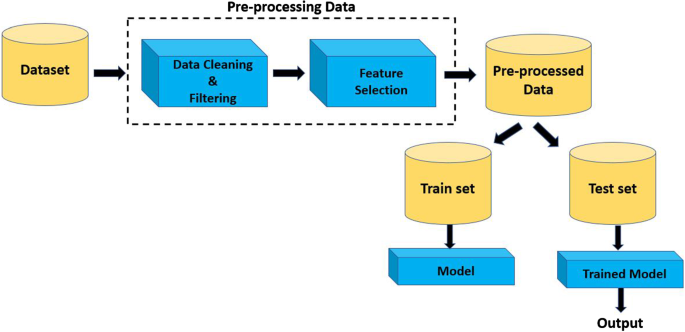 Pre-processing Data
Dataset
Data Cleaning
&
Filtering
Feature
Selection
Pre-processed
Data
Train set
Test set
Model
Trained Model
Output